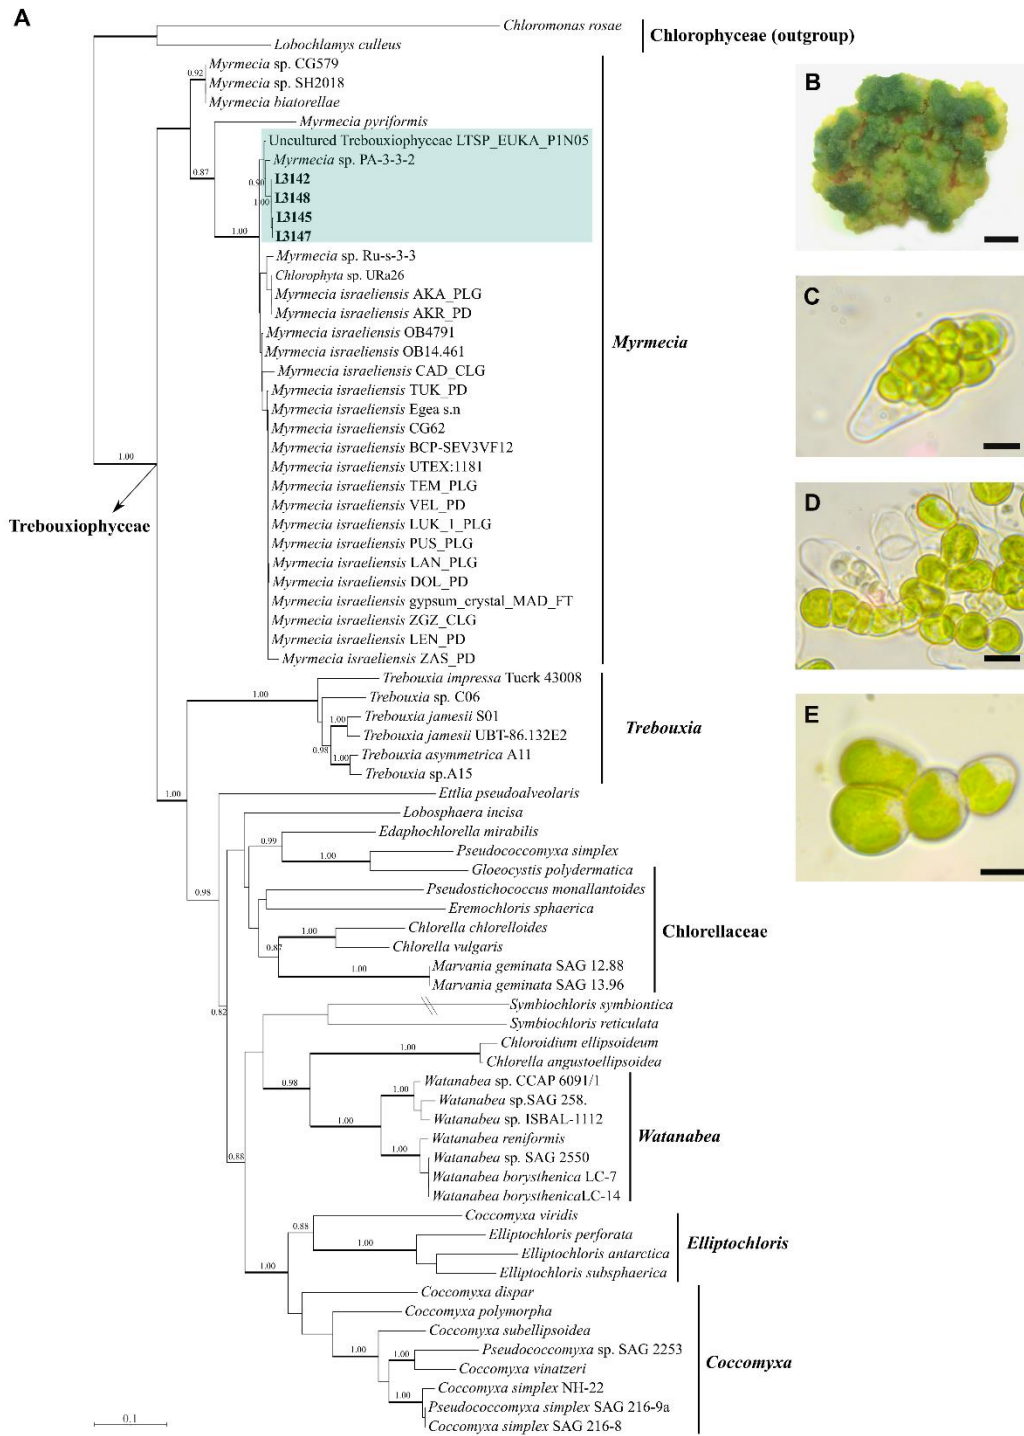 A
Chloromonas rosae
Chlorophyceae (outgroup)
Lobochlamys culleus
Myrmecia sp. CG579
0.92
Myrmecia sp. SH2018
Myrmecia biatorellae
Myrmecia pyriformis
Uncultured Trebouxiophyceae LTSP_EUKA_P1N05
Myrmecia sp. PA-3-3-2
0.87
0.90
L3142
L3148
1.00
L3145
1.00
L3147
Myrmecia sp. Ru-s-3-3
Chlorophyta sp. URa26
Myrmecia israeliensis AKA_PLG
Myrmecia israeliensis AKR_PD
Myrmecia israeliensis OB4791
Myrmecia
Myrmecia israeliensis OB14.461
Myrmecia israeliensis CAD_CLG
Myrmecia israeliensis TUK_PD
Myrmecia israeliensis Egea s.n
Myrmecia israeliensis CG62
Myrmecia israeliensis BCP-SEV3VF12
1.00
Myrmecia israeliensis UTEX:1181
Myrmecia israeliensis TEM_PLG
Myrmecia israeliensis VEL_PD
Trebouxiophyceae
Myrmecia israeliensis LUK_1_PLG
Myrmecia israeliensis PUS_PLG
Myrmecia israeliensis LAN_PLG
Myrmecia israeliensis DOL_PD
Myrmecia israeliensis gypsum_crystal_MAD_FT
Myrmecia israeliensis ZGZ_CLG
Myrmecia israeliensis LEN_PD
Myrmecia israeliensis ZAS_PD
Trebouxia impressa Tuerk 43008
1.00
Trebouxia sp. C06
Trebouxia jamesii S01
1.00
Trebouxia
Trebouxia jamesii UBT-86.132E2
0.98
Trebouxia asymmetrica A11
1.00
Trebouxia sp.A15
1.00
Ettlia pseudoalveolaris
Lobosphaera incisa
Edaphochlorella mirabilis
0.99
Pseudococcomyxa simplex
1.00
Gloeocystis polydermatica
0.98
Pseudostichococcus monallantoides
Eremochloris sphaerica
Chlorella chlorelloides
1.00
Chlorellaceae
0.87
Chlorella vulgaris
Marvania geminata SAG 12.88
1.00
Marvania geminata SAG 13.96
Symbiochloris symbiontica
0.82
Symbiochloris reticulata
Chloroidium ellipsoideum
1.00
Chlorella angustoellipsoidea
0.98
Watanabea sp. CCAP 6091/1
1.00
Watanabea sp.SAG 258.
Watanabea sp. ISBAL-1112
1.00
Watanabea reniformis
Watanabea
1.00
Watanabea sp. SAG 2550
0.88
Watanabea borysthenica LC-7
Watanabea borysthenicaLC-14
Coccomyxa viridis
0.88
Elliptochloris perforata
1.00
Elliptochloris
Elliptochloris antarctica
1.00
Elliptochloris subsphaerica
Coccomyxa dispar
Coccomyxa polymorpha
Coccomyxa subellipsoidea
1.00
Pseudococcomyxa sp. SAG 2253
1.00
Coccomyxa
Coccomyxa vinatzeri
Coccomyxa simplex NH-22
1.00
Pseudococcomyxa simplex SAG 216-9a
Coccomyxa simplex SAG 216-8
0.1
B
C
D
E